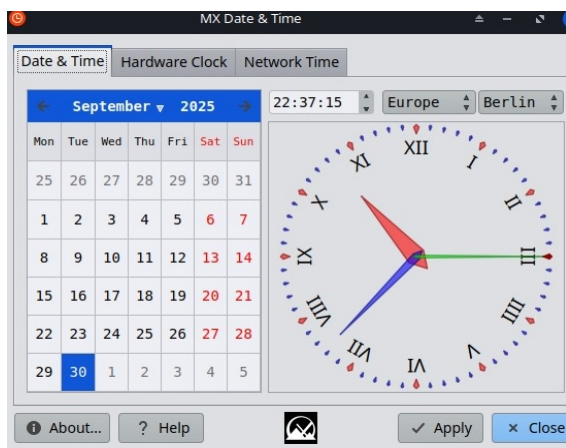 MX Date & Time
Date & Time Hardware Clock Network Time
September 2025
22:37:15 Europe Berlin
Mon Tue Wed Thu Fri Sat Sun
25 26 27 28 29 30 31
1 2 3 4 5 6 7
8 9 10 11 12 13 14
15 16 17 18 19 20 21
22 23 24 25 26 27 28
29 30 1 2 3 4 5
XII
I
II
III
IIII
V
VI
VII
VIII
IX
X
XI
About... ? Help Apply Close